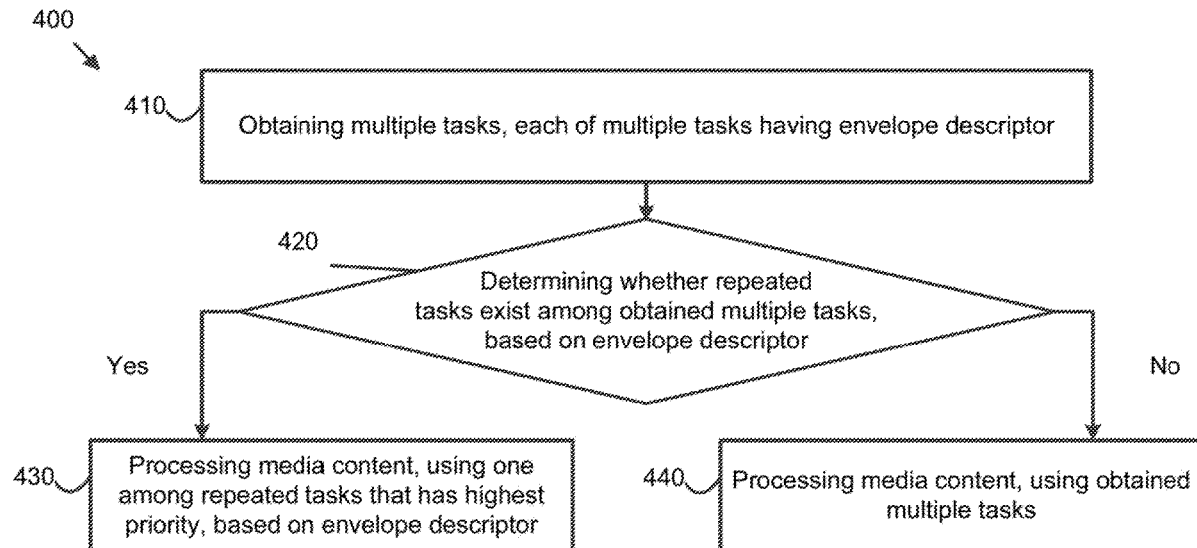 400
410
Obtaining multiple tasks, each of multiple tasks having envelope descriptor
420
Determining whether repeated
tasks exist among obtained multiple tasks,
based on envelope descriptor
Yes
No
430
Processing media content, using one
among repeated tasks that has highest
priority, based on envelope descriptor
440
Processing media content, using obtained
multiple tasks